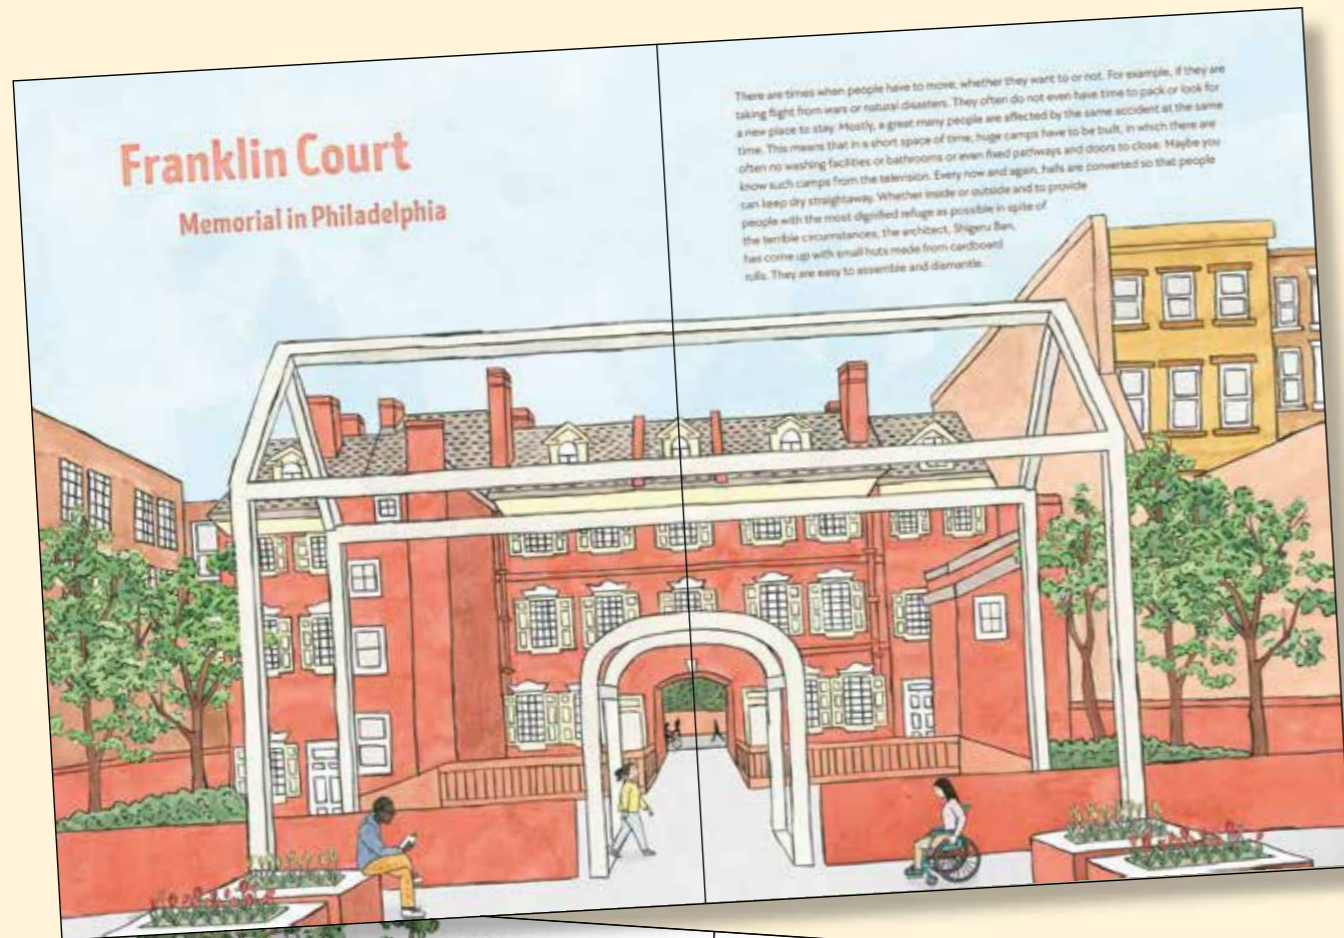 Franklin Court
Memorial in Philadelphia
There are times when people have to move, whether they want to or not. For example, if they are
taking flight from wars or natural disasters. They often do not even have time to pack or look for
a new place to stay. Mostly, a great many people are affected by the same accident at the same
time. This means that in a short space of time, huge camps have to be built, in which there are
often no washing facilities or bathrooms or even fixed pathways and doors to close. Maybe you
know such camps from the television. Every now and again, halls are converted so that people
can keep dry straightaway. Whether inside or outside and to provide
people with the most dignified refuge as possible in spite of
the terrible circumstances, the architect, Shigeru Ban,
has come up with small huts made from cardboard
rolls. They are easy to assemble and dismantle.